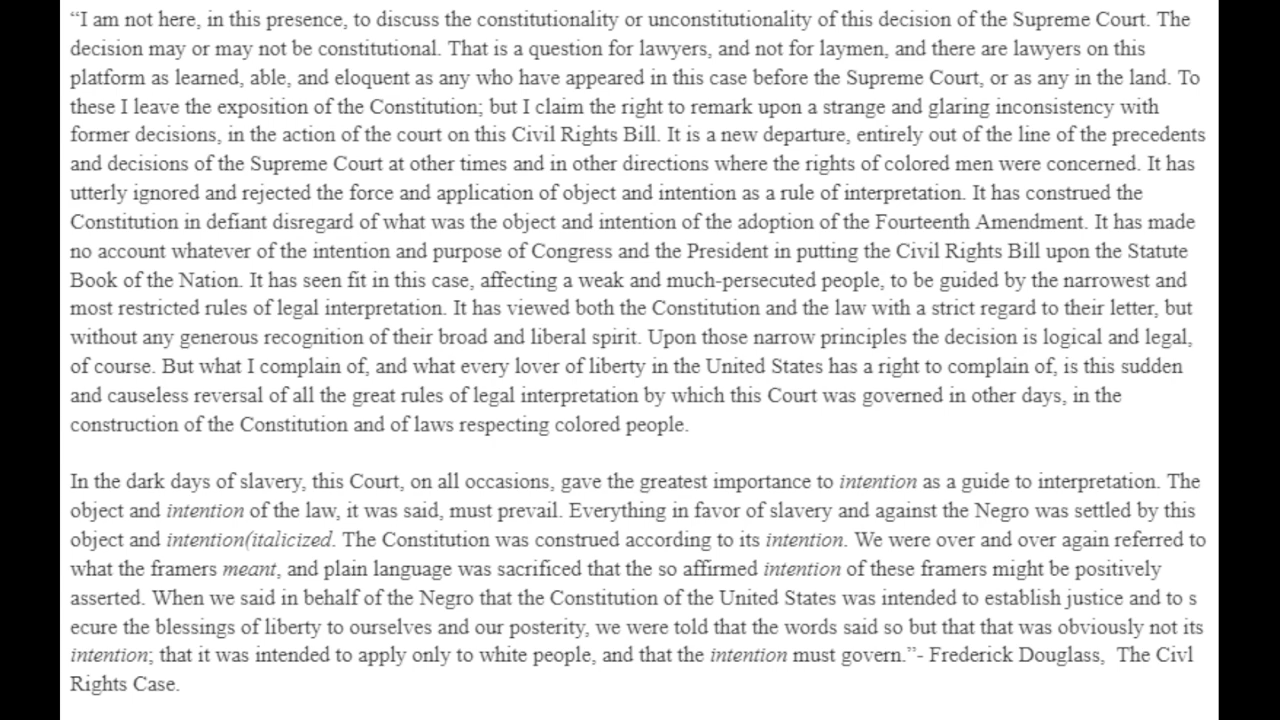 “I am not here, in this presence, to discuss the constitutionality or unconstitutionality of this decision of the Supreme Court. The
decision may or may not be constitutional. That is a question for lawyers, and not for laymen, and there are lawyers on this
platform as learned, able, and eloquent as any who have appeared in this case before the Supreme Court, or as any in the land. To
these I leave the exposition of the Constitution; but I claim the right to remark upon a strange and glaring inconsistency with
former decisions, in the action of the court on this Civil Rights Bill. It is a new departure, entirely out of the line of the precedents
and decisions of the Supreme Court at other times and in other directions where the rights of colored men were concerned. It has
utterly ignored and rejected the force and application of object and intention as a rule of interpretation. It has construed the
Constitution in defiant disregard of what was the object and intention of the adoption of the Fourteenth Amendment. It has made
no account whatever of the intention and purpose of Congress and the President in putting the Civil Rights Bill upon the Statute
Book of the Nation. It has seen fit in this case, affecting a weak and much-persecuted people, to be guided by the narrowest and
most restricted rules of legal interpretation. It has viewed both the Constitution and the law with a strict regard to their letter, but
without any generous recognition of their broad and liberal spirit. Upon those narrow principles the decision is logical and legal,
of course. But what I complain of, and what every lover of liberty in the United States has a right to complain of, is this sudden
and causeless reversal of all the great rules of legal interpretation by which this Court was governed in other days, in the
construction of the Constitution and of laws respecting colored people.
In the dark days of slavery, this Court, on all occasions, gave the greatest importance to intention as a guide to interpretation. The
object and intention of the law, it was said, must prevail. Everything in favor of slavery and against the Negro was settled by this
object and intention(italicized. The Constitution was construed according to its intention. We were over and over again referred to
what the framers meant, and plain language was sacrificed that the so affirmed intention of these framers might be positively
asserted. When we said in behalf of the Negro that the Constitution of the United States was intended to establish justice and to s
ecure the blessings of liberty to ourselves and our posterity, we were told that the words said so but that that was obviously not its
intention; that it was intended to apply only to white people, and that the intention must govern.”- Frederick Douglass,  The Civl
Rights Case.